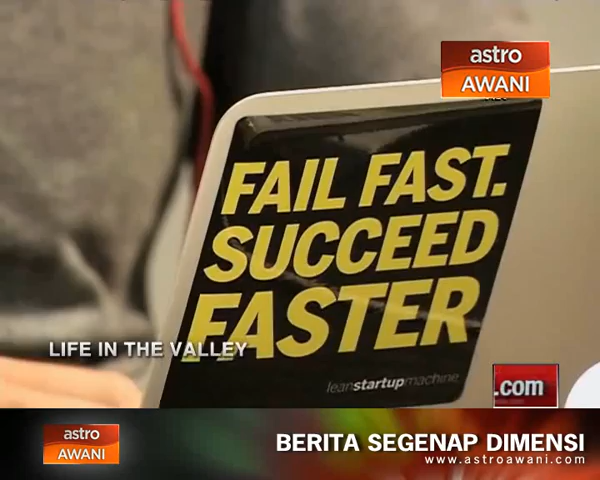 astro
AWANI
FAIL FAST.
SUCCEED
FASTER
LIFE IN THE VALLEY
leanstartupmachine
.com
astro
AWANI
BERITA SEGENAP DIMENSI
www.astroawani.com